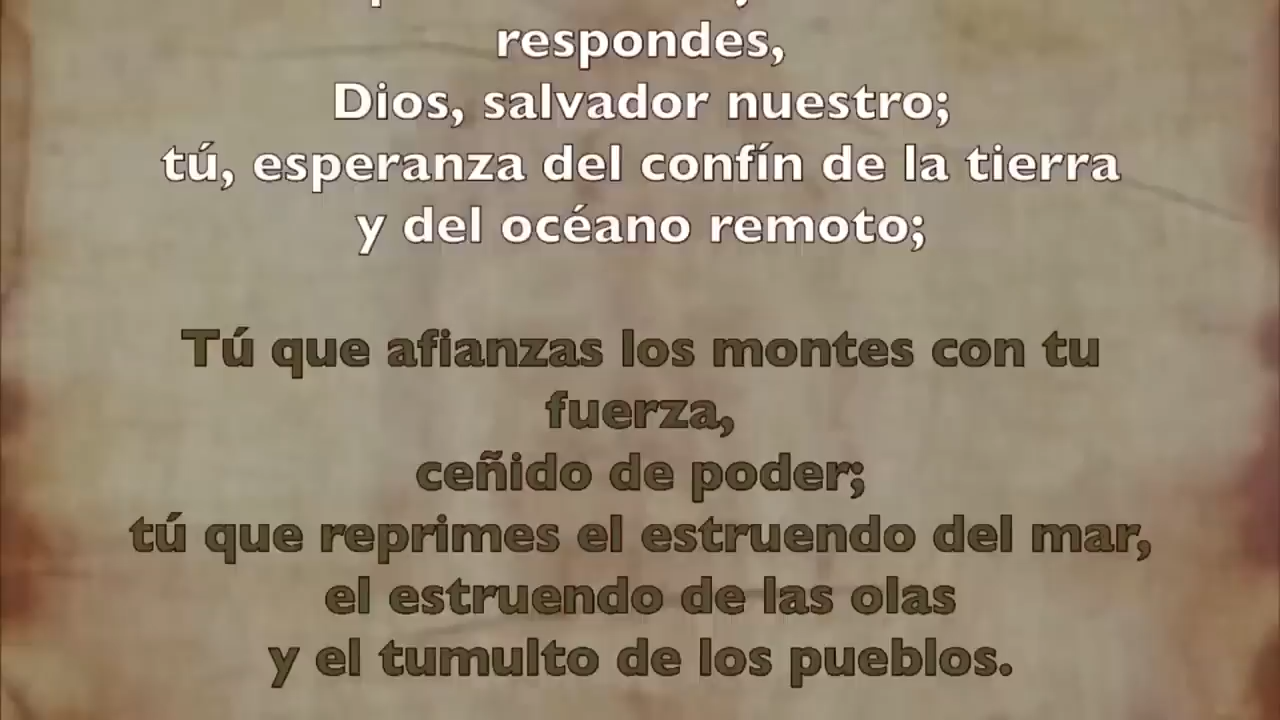 respondes,
Dios, salvador nuestro;
tú, esperanza del confín de la tierra
y del océano remoto;
Tú que afianzas los montes con tu
fuerza,
ceñido de poder;
tú que reprimes el estruendo del mar,
el estruendo de las olas
y el tumulto de los pueblos.